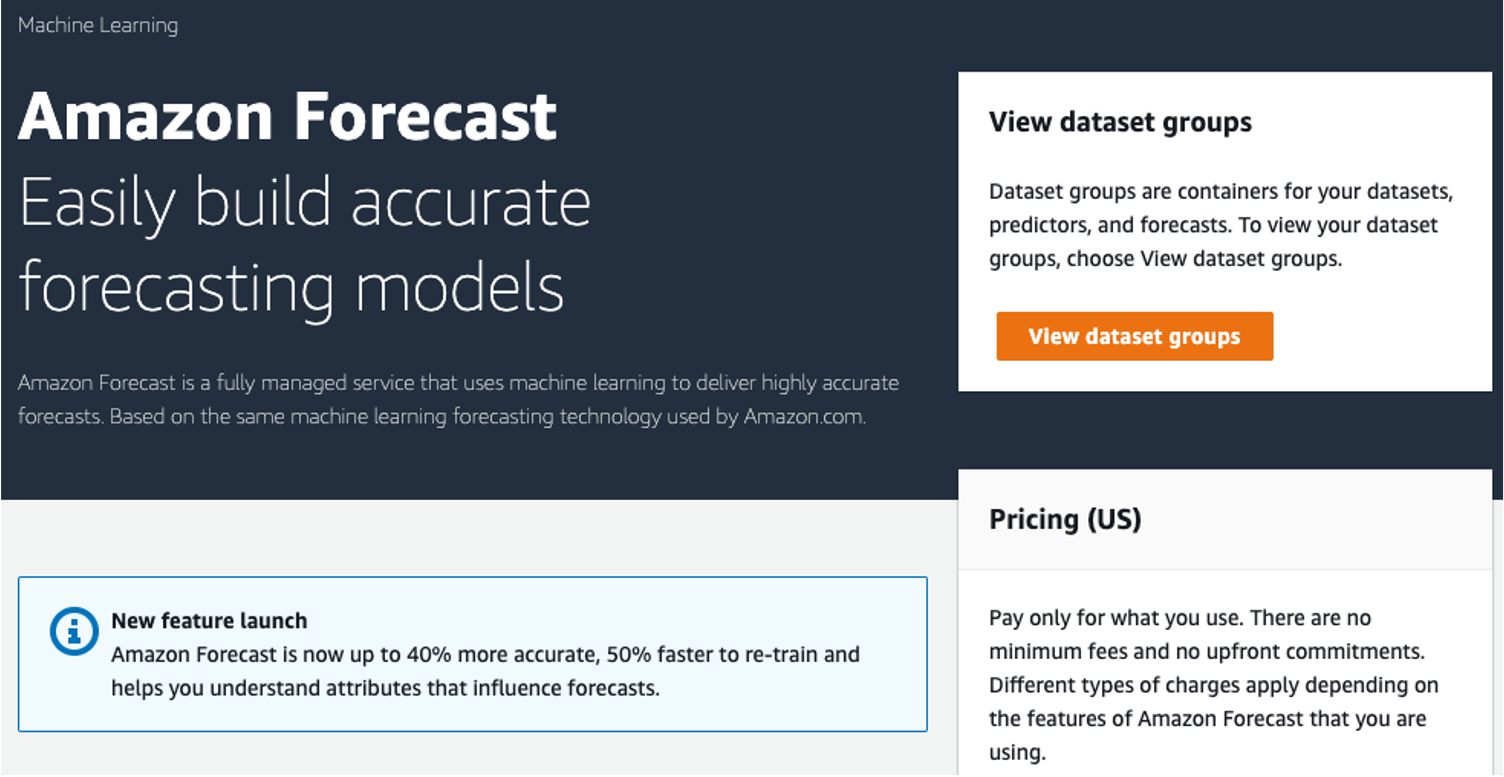 Machine Learning
Amazon Forecast
Easily build accurate
forecasting models
Amazon Forecast is a fully managed service that uses machine learning to deliver highly accurate
forecasts. Based on the same machine learning forecasting technology used by Amazon.com.
View dataset groups
Dataset groups are containers for your datasets,
predictors, and forecasts. To view your dataset
groups, choose View dataset groups.
View dataset groups
New feature launch
Amazon Forecast is now up to 40% more accurate, 50% faster to re-train and
helps you understand attributes that influence forecasts.
Pricing (US)
Pay only for what you use. There are no
minimum fees and no upfront commitments.
Different types of charges apply depending on
the features of Amazon Forecast that you are
using.